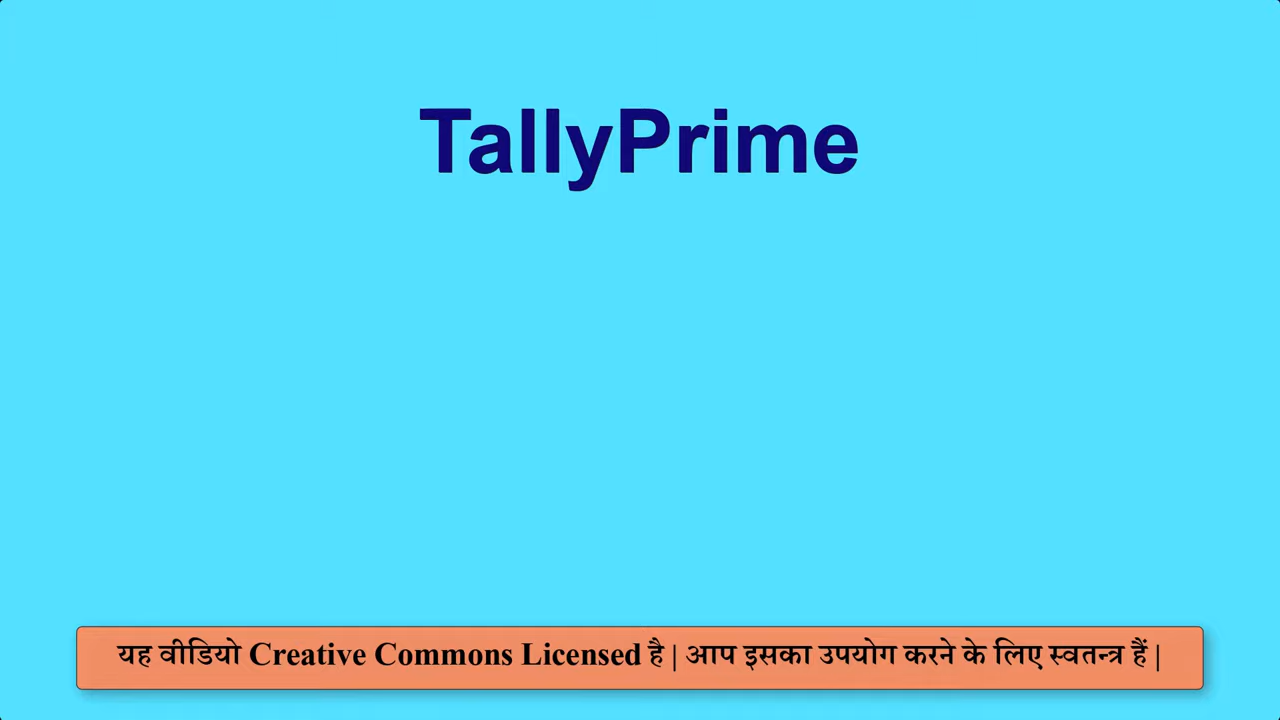 TallyPrime
यह वीडियो Creative Commons Licensed है | आप इसका उपयोग करने के लिए स्वतन्त्र हैं |